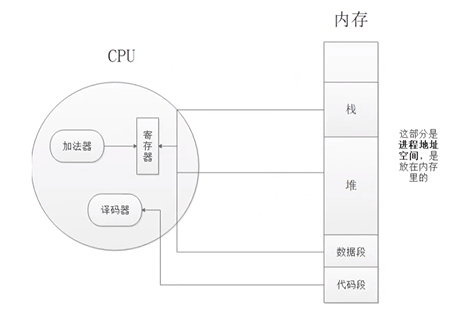 内存
CPU
加法器
寄
存
器
译码器
栈
堆
数据段
代码段
这部分是
进程地址
空间，是
放在内存
里的